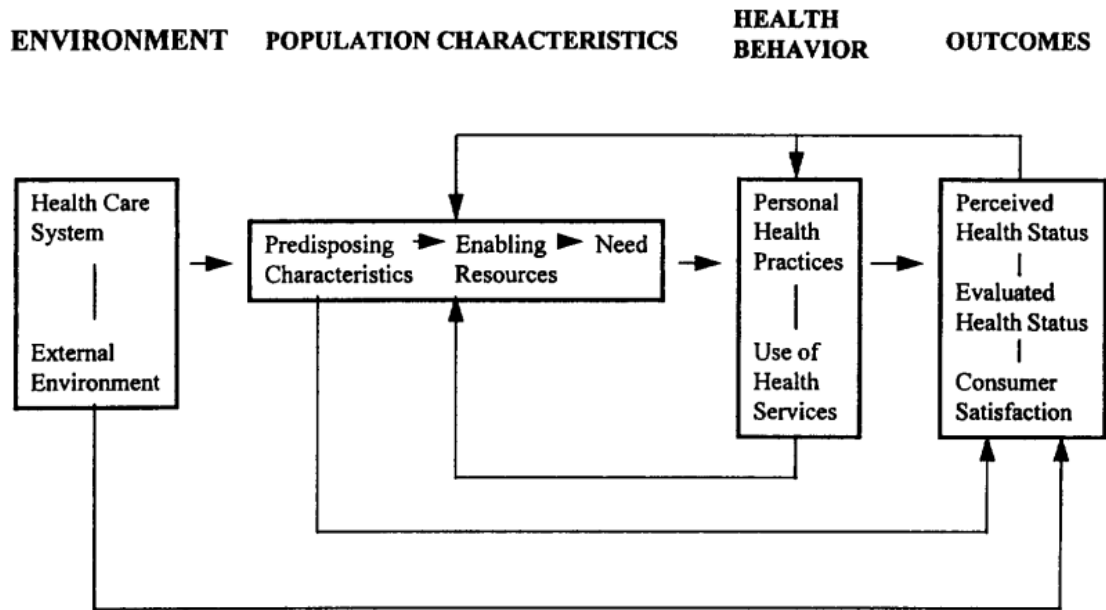 ENVIRONMENT
POPULATION CHARACTERISTICS
HEALTH
BEHAVIOR
OUTCOMES
Health Care
System
External
Environment
Predisposing
Characteristics
Enabling
Resources
Need
Personal
Health
Practices
Use of
Health
Services
Perceived
Health Status
Evaluated
Health Status
Consumer
Satisfaction